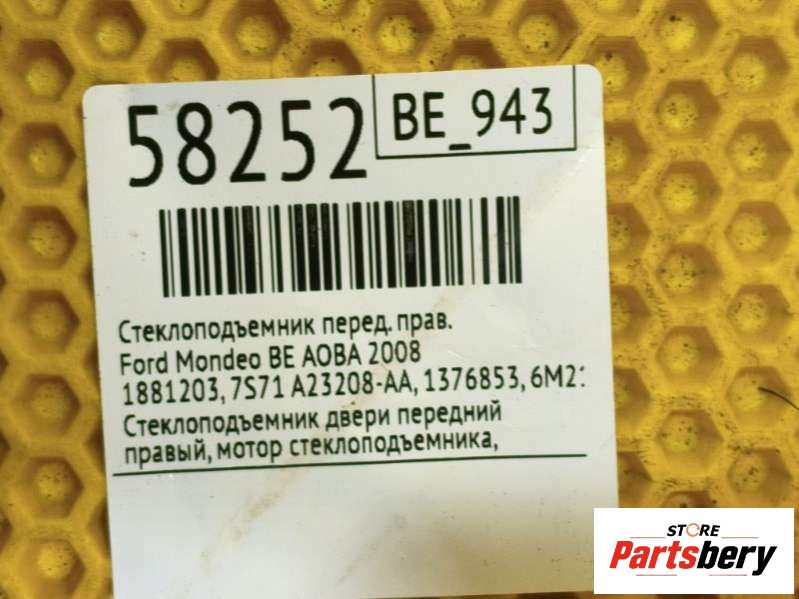 58252
BE_943
Стеклоподъемник перед. прав.
Ford Mondeo BE AOBA 2008
1881203, 7S71 A23208-AA, 1376853, 6M2
Стеклоподъемник двери передний
правый, мотор стеклоподъемника,
STORE
Partsbery